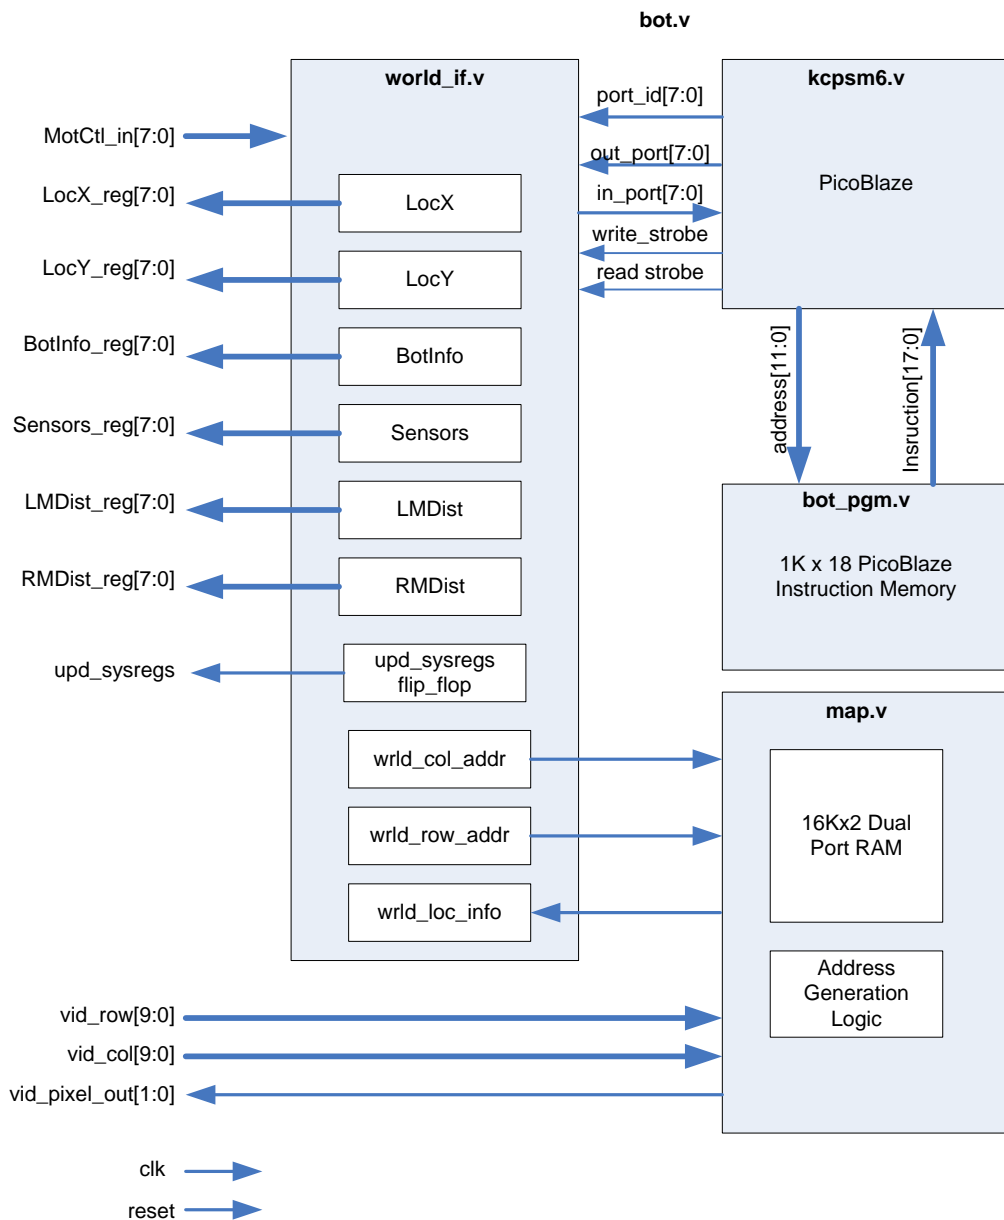 bot.v
world_if.v
kcpsm6.v
port_id[7:0]
MotCtl_in[7:0]
out_port[7:0]
PicoBlaze
LocX_reg[7:0]
LocX
in_port[7:0]
write_strobe
LocY_reg[7:0]
LocY
read strobe
BotInfo_reg[7:0]
BotInfo
address[11:0]
Insruction[17:0]
Sensors_reg[7:0]
Sensors
LMDist_reg[7:0]
LMDist
bot_pgm.v
1K x 18 PicoBlaze
Instruction Memory
RMDist_reg[7:0]
RMDist
upd_sysregs
upd_sysregs
flip_flop
map.v
wrld_col_addr
wrld_row_addr
16Kx2 Dual
Port RAM
wrld_loc_info
Address
Generation
Logic
vid_row[9:0]
vid_col[9:0]
vid_pixel_out[1:0]
clk
reset